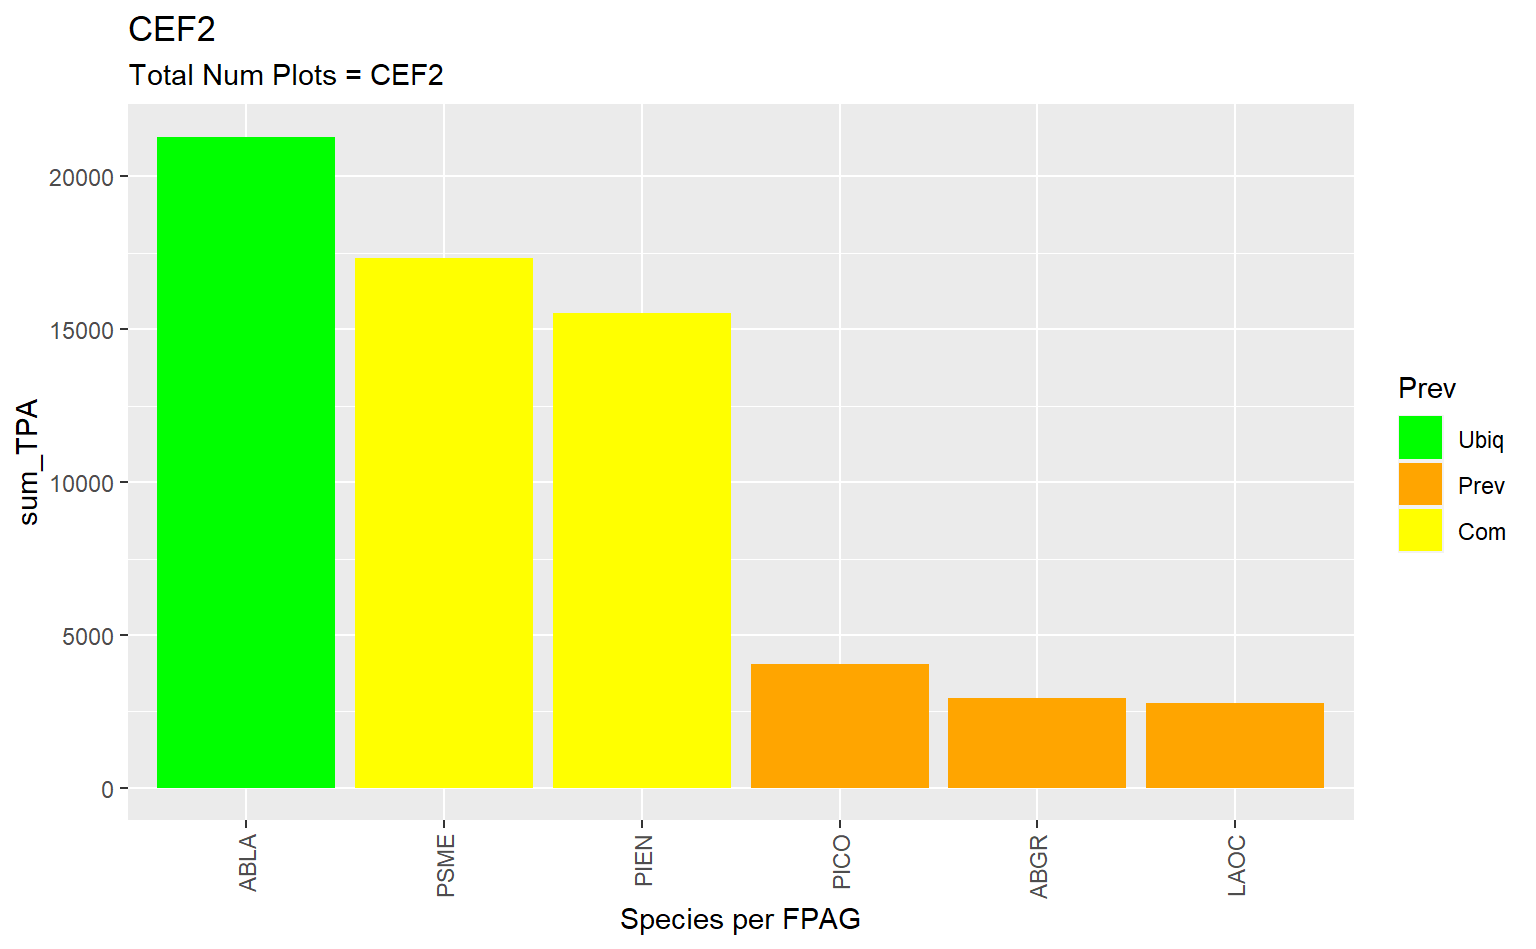 CEF2
Total Num Plots = CEF2
sum_TPA
20000
15000
10000
5000
0
ABLA
PSME
PIEN
PICO
ABGR
LAOC
Species per FPAG
Prev
Ubiq
Prev
Com